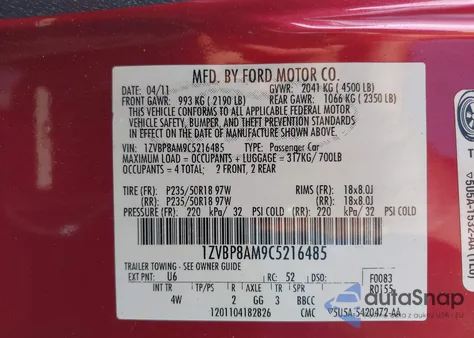 MFD. BY FORD MOTOR CO.
DATE: 04/11 GVWR: 2041 KG (4500 LB)
FRONT GAWR: 993 KG (2190 LB) REAR GAWR: 1066 KG (2350 LB)
THIS VEHICLE CONFORMS TO ALL APPLICABLE FEDERAL MOTOR
VEHICLE SAFETY, BUMPER, AND THEFT PREVENTION STANDARDS
IN EFFECT ON THE DATE OF MANUFACTURE SHOWN ABOVE.
VIN: 1ZVBP8AM9C5216485 TYPE: Passenger Car
MAXIMUM LOAD = OCCUPANTS + LUGGAGE = 317KG/ 700LB
OCCUPANTS = 4 TOTAL; 2 FRONT, 2 REAR
TIRE (FR): P235/50R18 97W RIMS (FR): 18x8.0J
(RR): P235/50R18 97W (RR): 18x8.0J
PRESSURE (FR): 220 kPa/ 32 PSI COLD (RR): 220 kPa/ 32 PSI COLD
1ZVBP8AM9C5216485
TRAILER TOWING - SEE OWNER GUIDE
EXT PNT: U6 RC: 52 DSO: F0083
R0155
INT TR TP/PS R AXLE TR SPR
4W 2 GG 3 BBCC
1201104182826 CMC 5U5A-5420472-AA
autoSnap